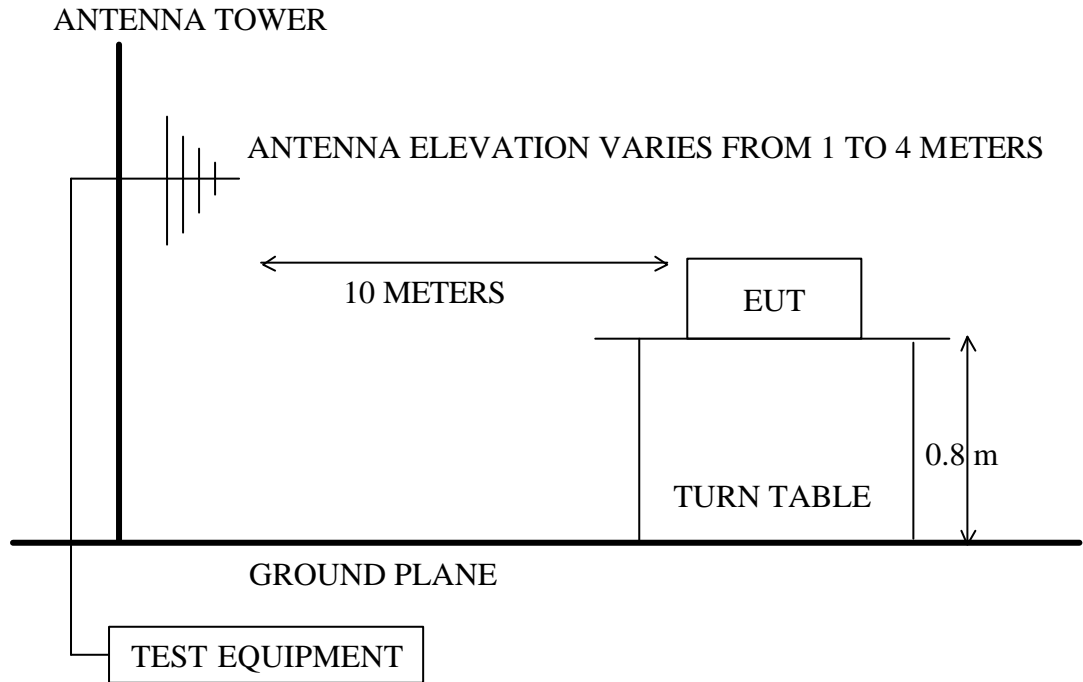 ANTENNA TOWER
ANTENNA ELEVATION VARIES FROM 1 TO 4 METERS
10 METERS
EUT
0.8 m
TURN TABLE
GROUND PLANE
TEST EQUIPMENT